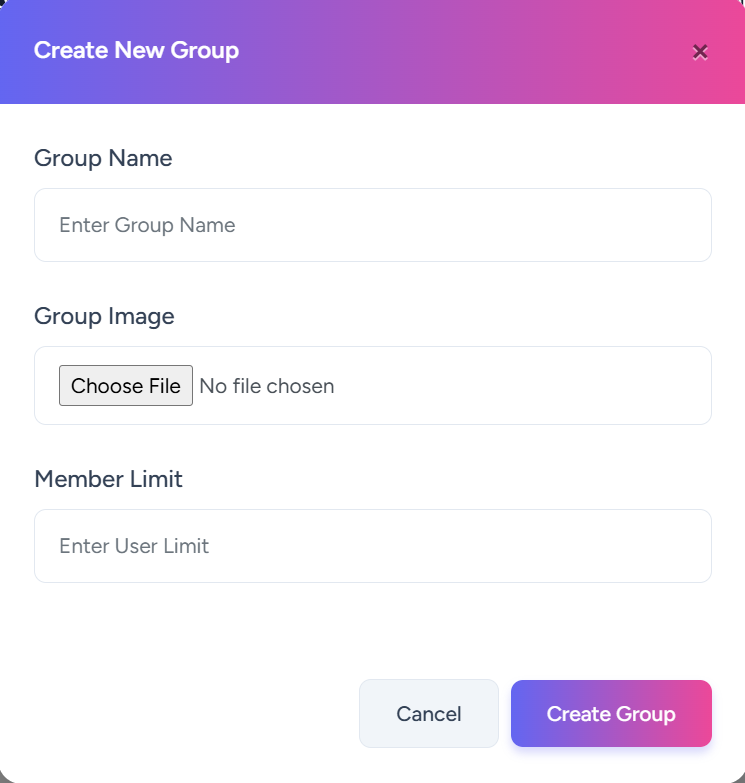 Create New Group ×
Group Name
Enter Group Name
Group Image
Choose File No file chosen
Member Limit
Enter User Limit
Cancel Create Group